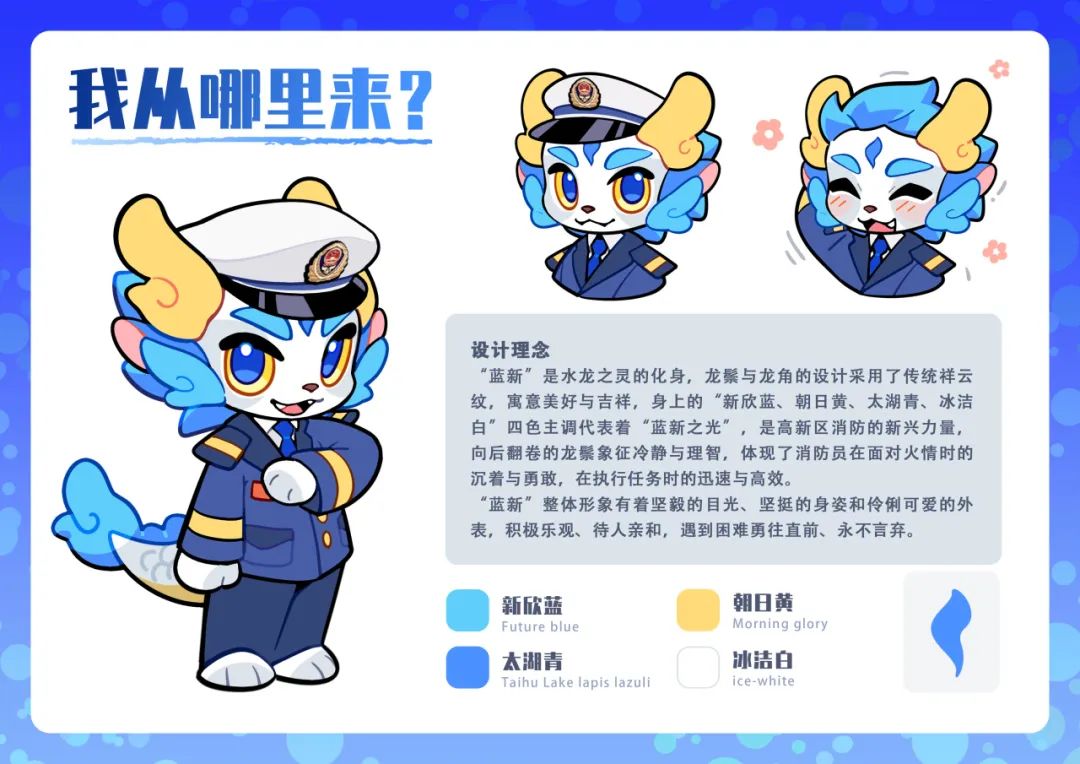 我从哪里来?
设计理念
“蓝新”是水龙之灵的化身，龙鬃与龙角的设计采用了传统祥云
纹，寓意美好与吉祥，身上的“新欣蓝、朝日黄、太湖青、冰洁
白”四色主调代表着“蓝新之光”，是高新区消防的新兴力量，
向后翻卷的龙鬃象征冷静与理智，体现了消防员在面对火情时的
沉着与勇敢，在执行任务时的迅速与高效。
“蓝新”整体形象有着坚毅的目光、坚挺的身姿和伶俐可爱的外
表，积极乐观、待人亲和，遇到困难勇往直前、永不言弃。
新欣蓝
Future blue
朝日黄
Morning glory
太湖青
Taihu Lake lapis lazuli
冰洁白
ice-white